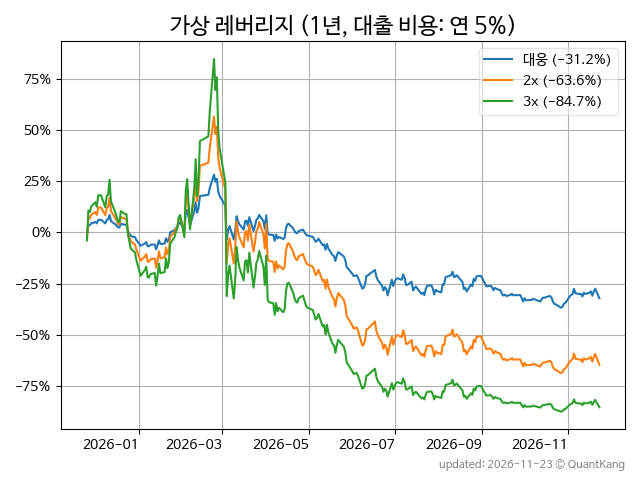 가상 레버리지 (1년, 대출 비용: 연 5%)
대웅 (−31.2%)
2x (−63.6%)
3x (−84.7%)
75%
50%
25%
0%
−25%
−50%
−75%
2026-01
2026-03
2026-05
2026-07
2026-09
2026-11
updated: 2026-11-23 © QuantKang